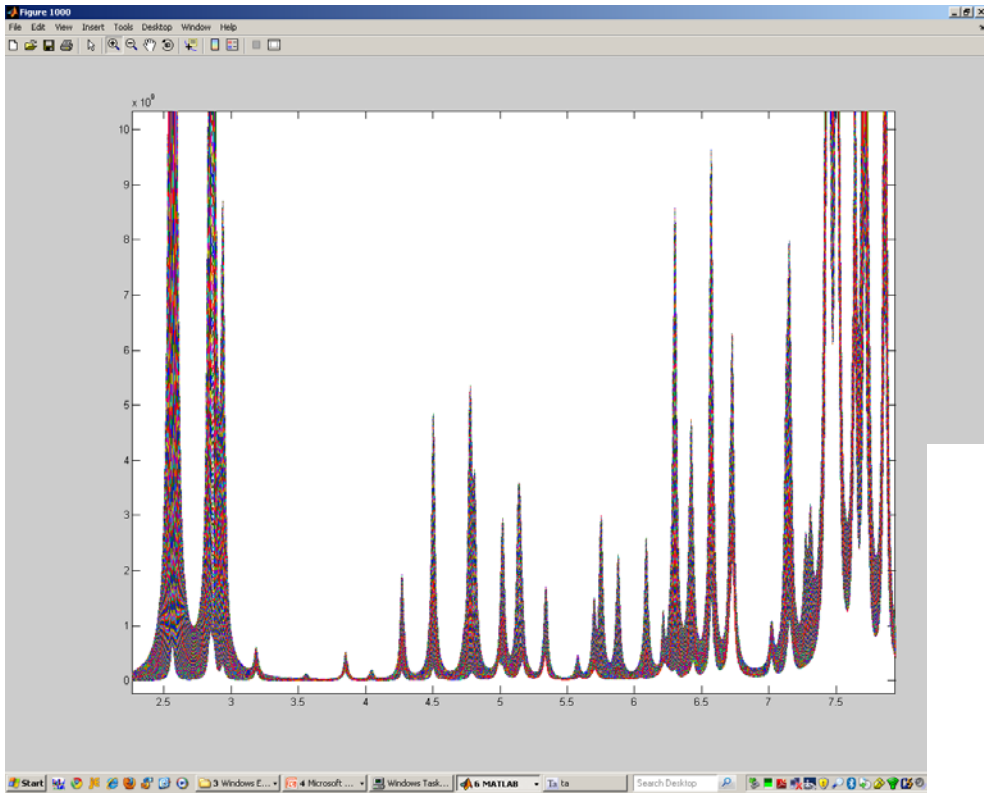 Figure 1000
File Edit View Insert Tools Desktop Window Help
x 10
10
9
8
7
6
5
4
3
2
1
0
2.5 3 3.5 4 4.5 5 5.5 6 6.5 7 7.5
Start 3 Windows E... 4 Microsoft ... Windows Task... 6 MATLAB ta Search Desktop